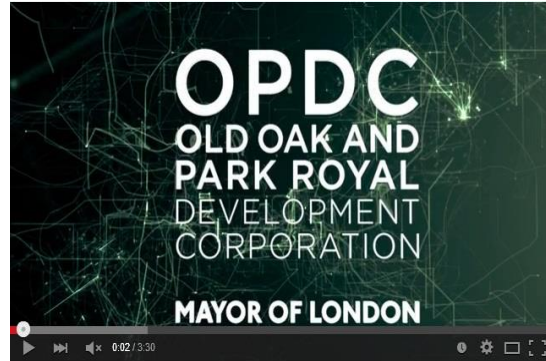 OPDC
OLD OAK AND
PARK ROYAL
DEVELOPMENT
CORPORATION
MAYOR OF LONDON
0:02 / 3:30